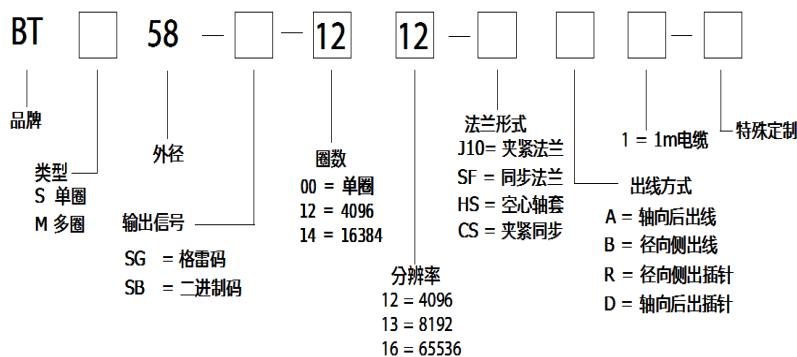 BT 58 — — 12 12 — —
品牌
类型
S 单圈
M 多圈
外径
输出信号
SG = 格雷码
SB = 二进制码
圈数
00 = 单圈
12 = 4096
14 = 16384
分辨率
12 = 4096
13 = 8192
16 = 65536
法兰形式
J10= 夹紧法兰
SF = 同步法兰
HS = 空心轴套
CS = 夹紧同步
出线方式
A = 轴向后出线
B = 径向侧出线
R = 径向侧出插针
D = 轴向后出插针
1 = 1m电缆
特殊定制